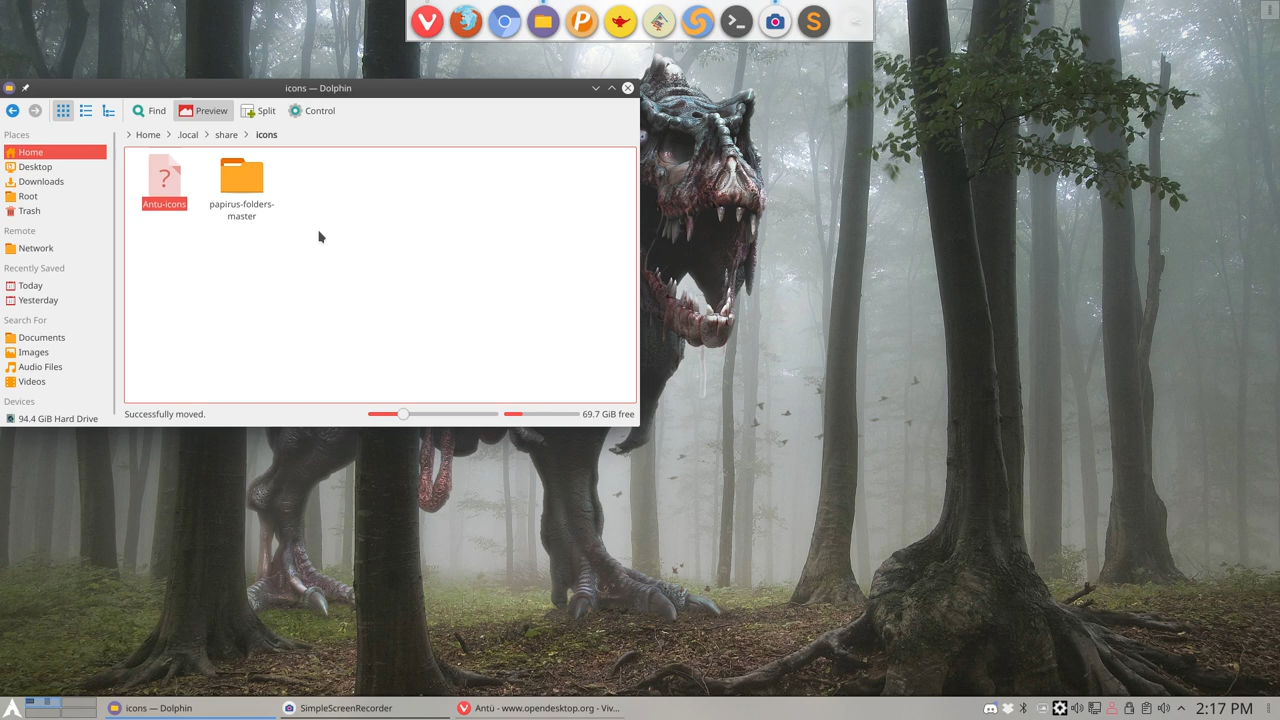 icons — Dolphin
Find
Preview
Split
Control
Places
Home
Desktop
Downloads
Root
Trash
Remote
Network
Recently Saved
Today
Yesterday
Search For
Documents
Images
Audio Files
Videos
Devices
94.4 GiB Hard Drive
Home
.local
share
icons
?
Antu-icons
papirus-folders-
master
Successfully moved.
69.7 GiB free
icons — Dolphin
SimpleScreenRecorder
Antü - www.opendesktop.org - Viv...
2:17 PM